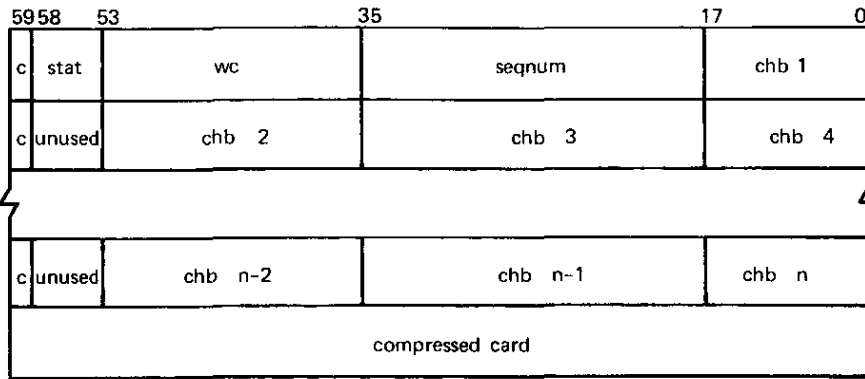 59 58 53 35 17 0
c stat wc seqnum chb 1
c unused chb 2 chb 3 chb 4
c unused chb n-2 chb n-1 chb n
compressed card